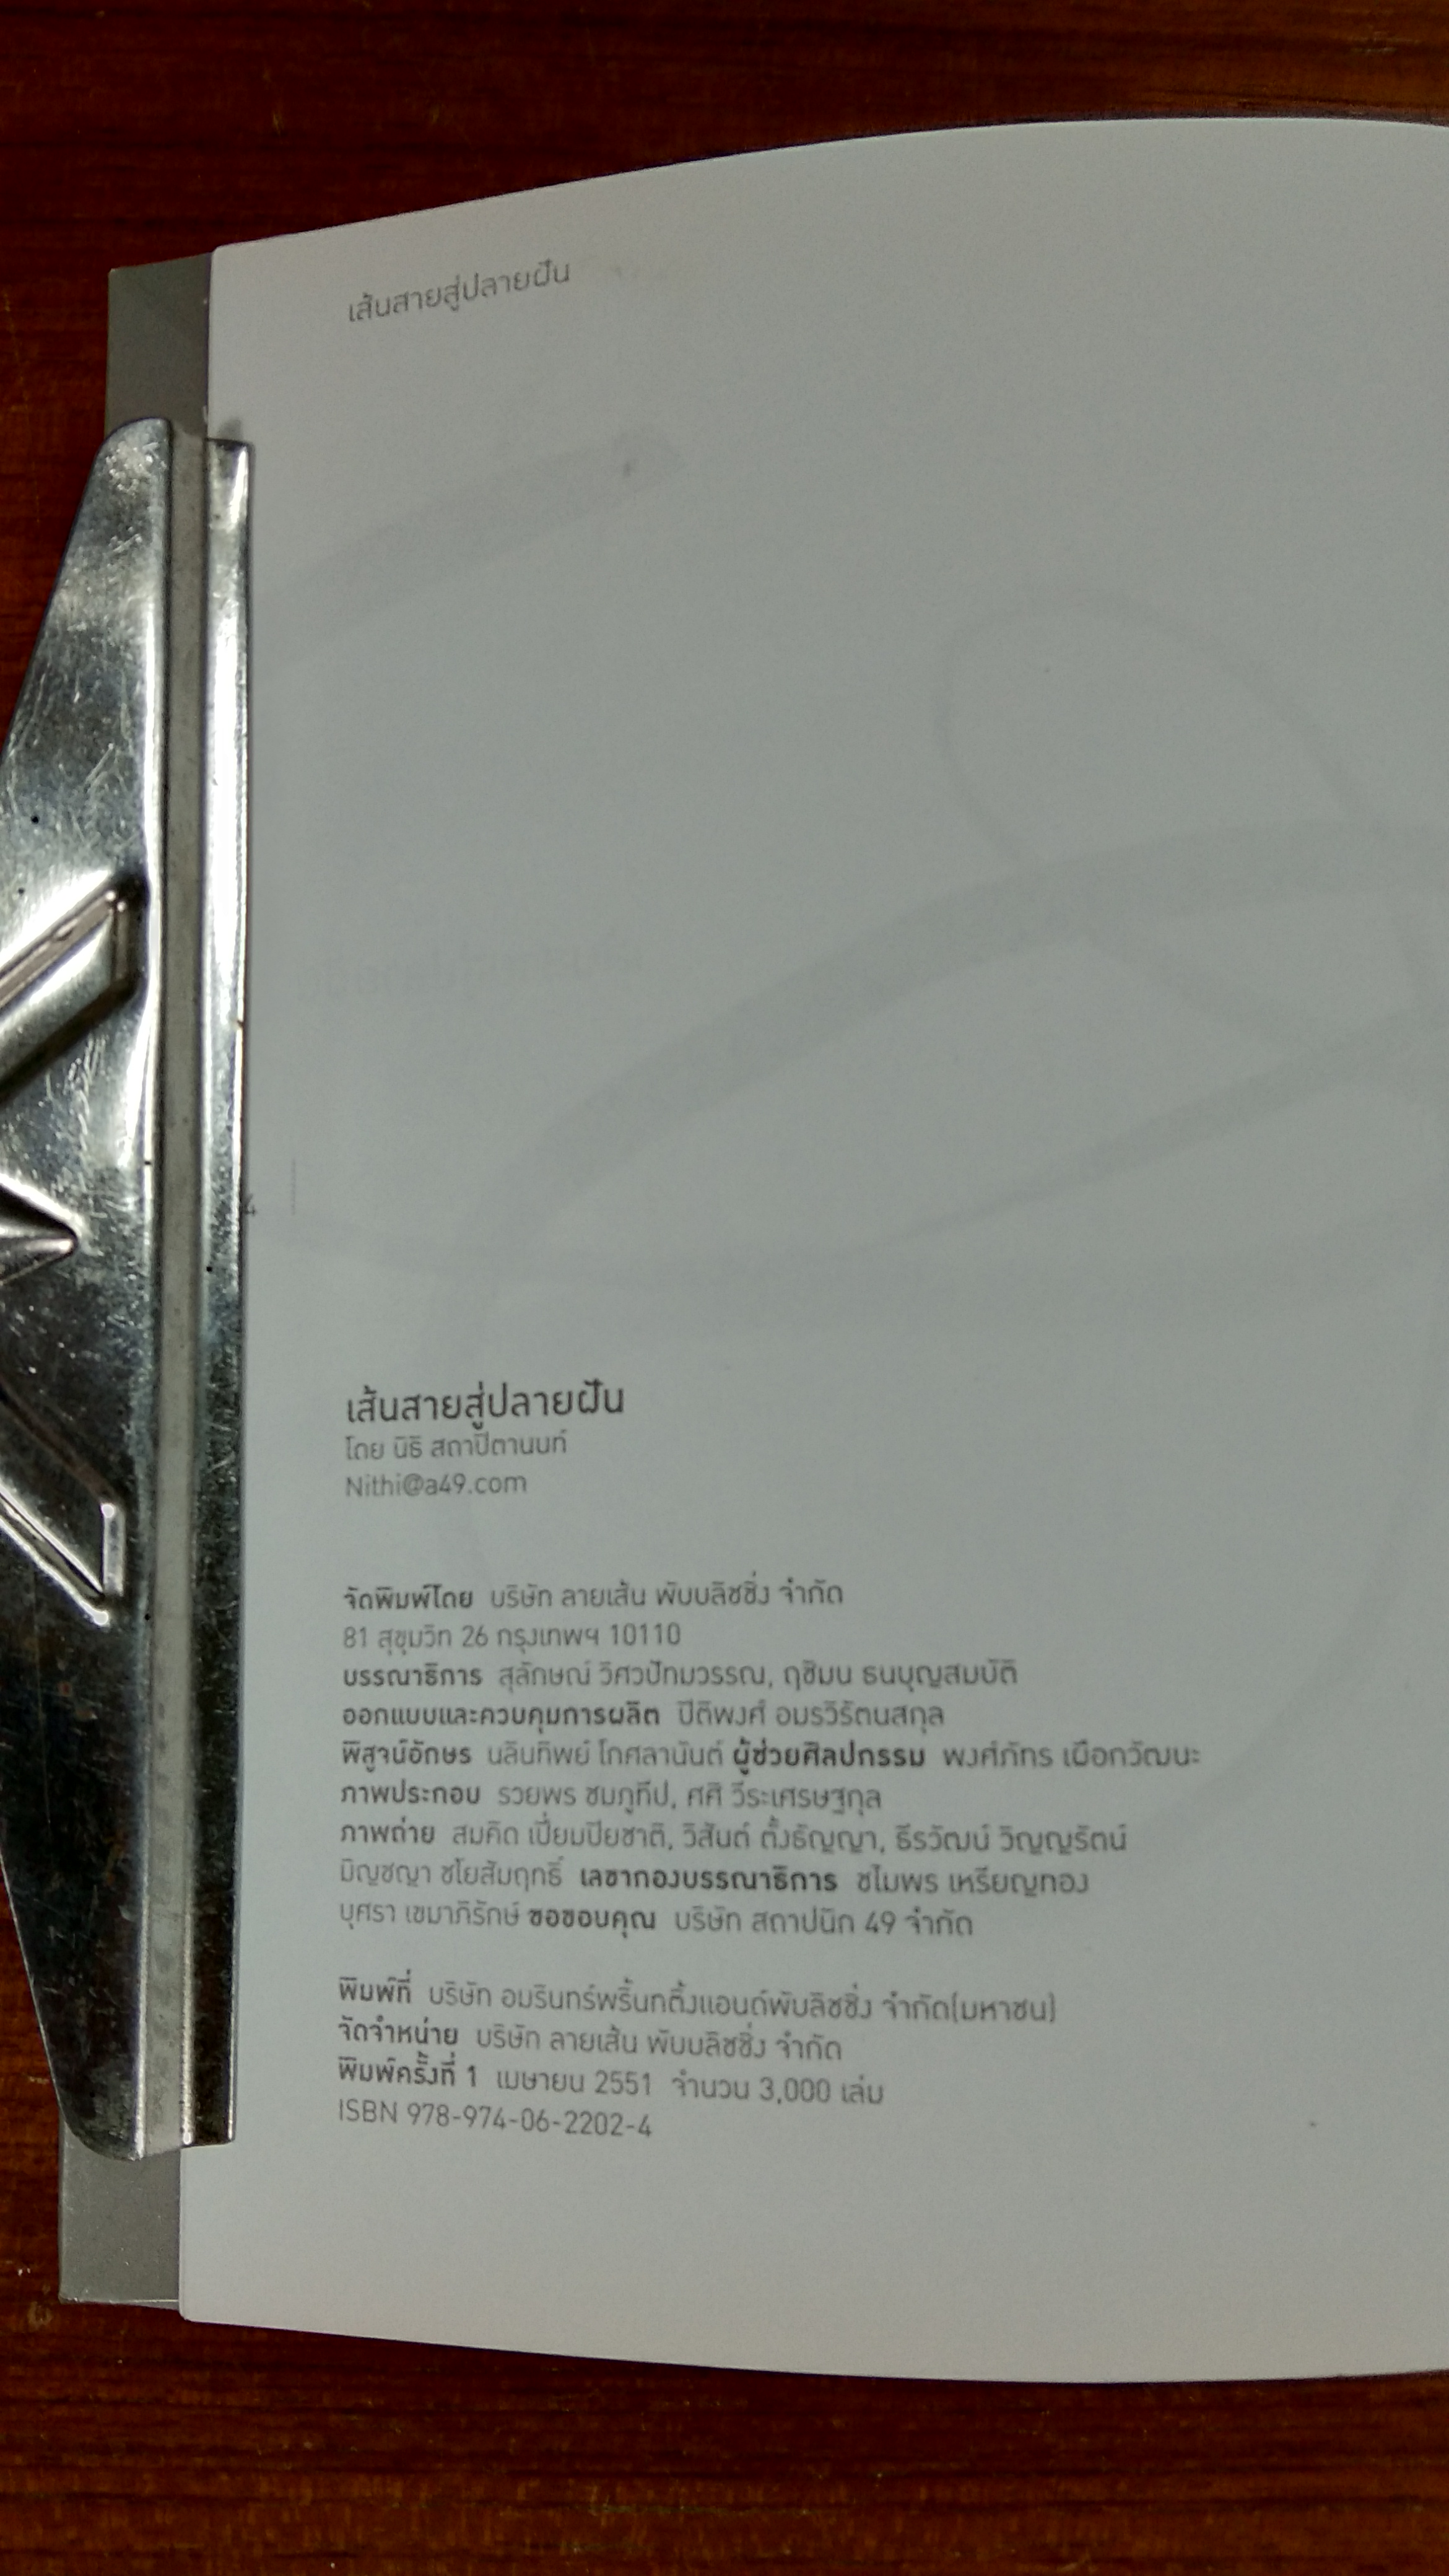 เส้นสายสู่ปลายฝัน
4
เส้นสายสู่ปลายฝัน
โดย นิธิ สถาปิตานนท์
Nithi@a49.com
จัดพิมพ์โดย บริษัท ลายเส้น พับบลิชชิ่ง จำกัด
81 สุขุมวิท 26 กรุงเทพฯ 10110
บรรณาธิการ สุลักษณ์ วิศวปัทมวรรณ, ฤชิมน ธนบุญสมบัติ
ออกแบบและควบคุมการผลิต ปิติพงศ์ อมรวิรัตนสกุล
พิสูจน์อักษร นลินทิพย์ โกศลานันต์ ผู้ช่วยศิลปกรรม พงศ์ภัทร เผือกวัฒนะ
ภาพประกอบ รวยพร ชมภูทีป, ศศิ วีระเศรษฐกุล
ภาพถ่าย สมคิด เปี่ยมปิยชาติ, วิสันต์ ตั้งธัญญา, ธีรวัฒน์ วิญญรัตน์
มิญชญา ชโยสัมฤทธิ์ เลขากองบรรณาธิการ ชไมพร เหรียญทอง
บุศรา เขมาภิรักษ์ ขอขอบคุณ บริษัท สถาปนิก 49 จำกัด
พิมพ์ที่ บริษัท อมรินทร์พริ้นทติ้งแอนด์พับลิชชิ่ง จำกัด(มหาชน)
จัดจำหน่าย บริษัท ลายเส้น พับบลิชชิ่ง จำกัด
พิมพ์ครั้งที่ 1 เมษายน 2551 จำนวน 3,000 เล่ม
ISBN 978-974-06-2202-4